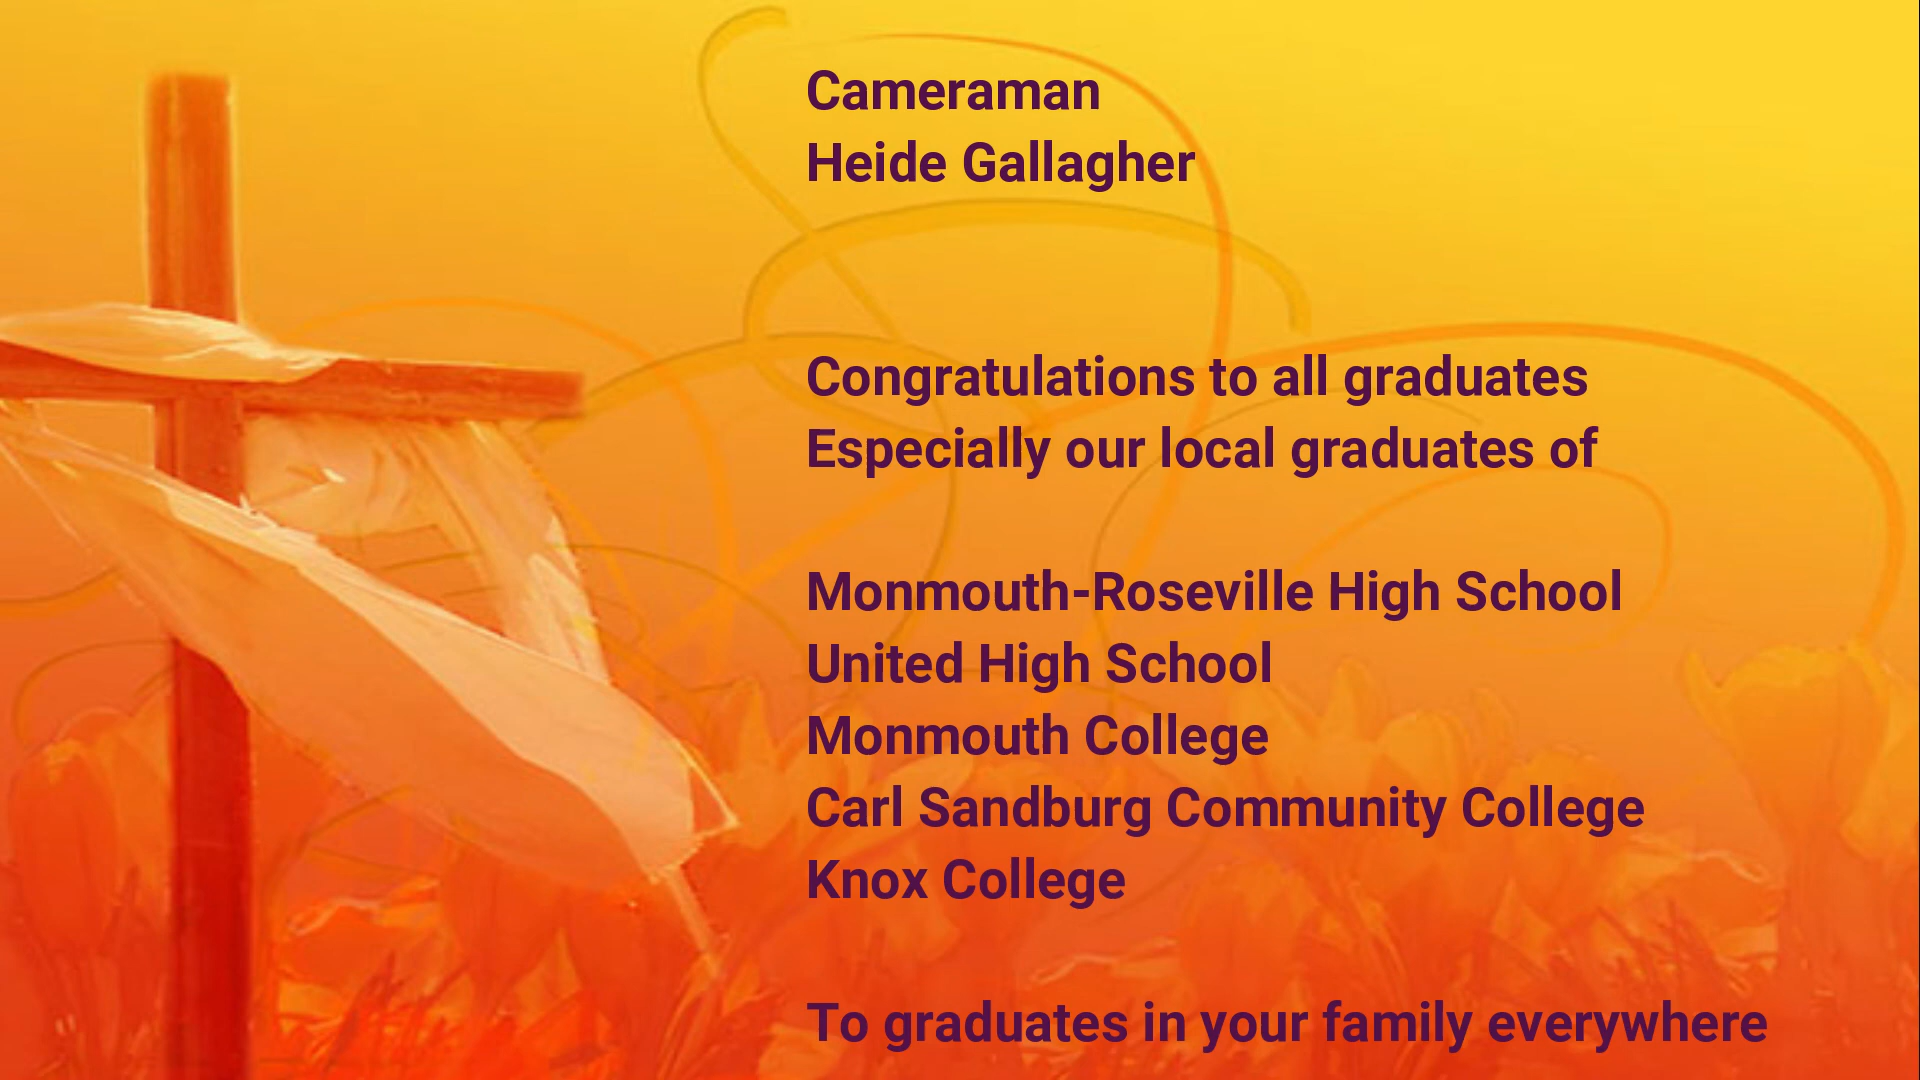 Cameraman
Heide Gallagher
Congratulations to all graduates
Especially our local graduates of
Monmouth-Roseville High School
United High School
Monmouth College
Carl Sandburg Community College
Knox College
To graduates in your family everywhere